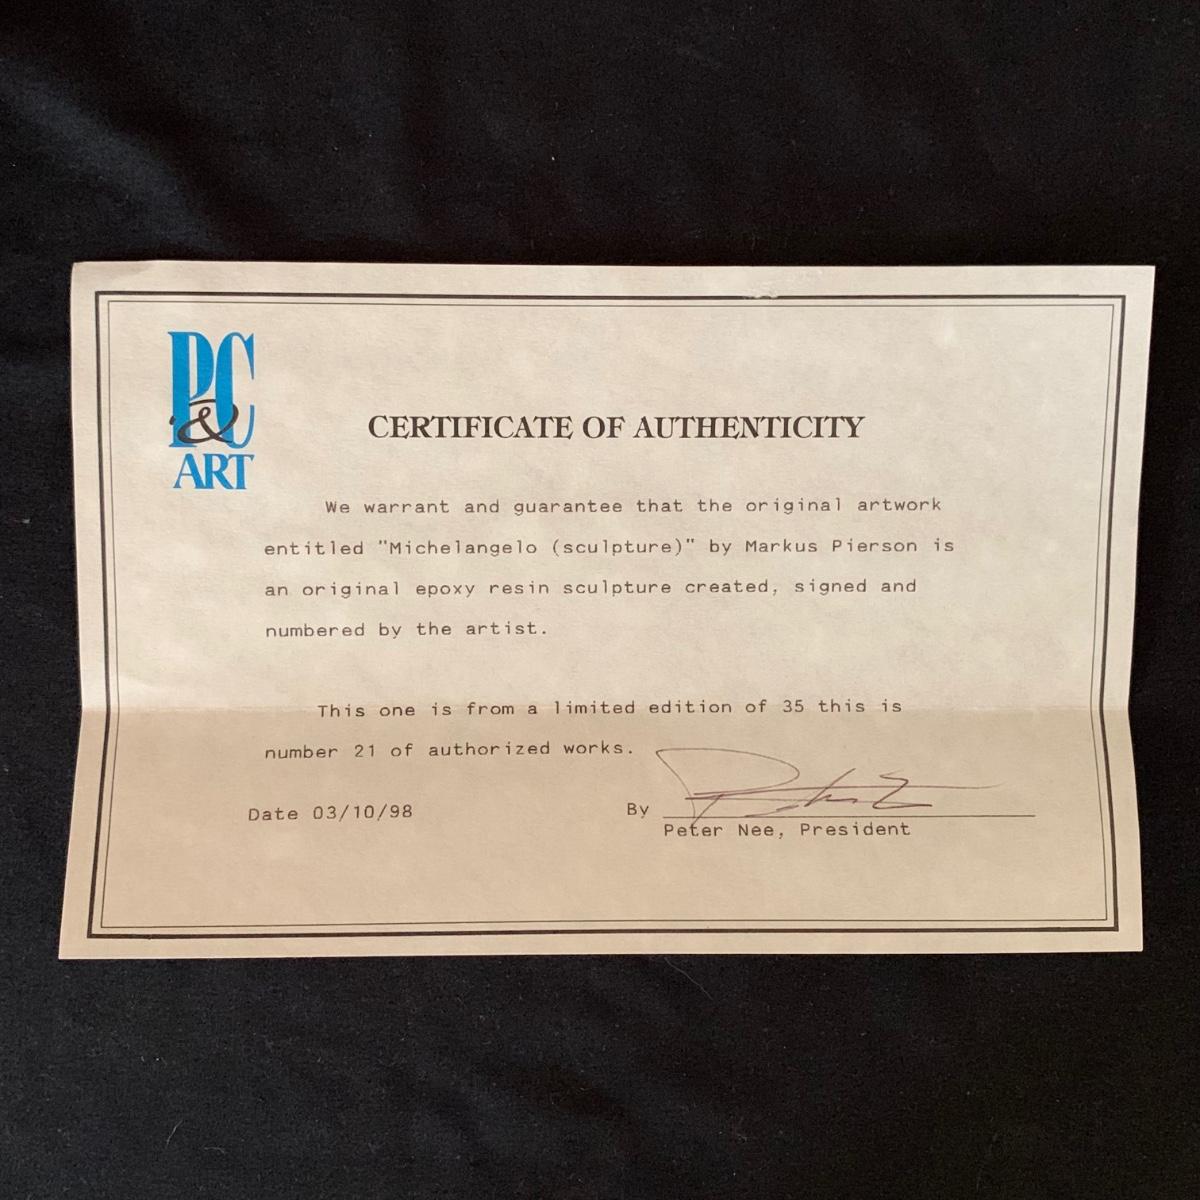 P&C
ART
CERTIFICATE OF AUTHENTICITY
We warrant and guarantee that the original artwork
entitled "Michelangelo (sculpture)" by Markus Pierson is
an original epoxy resin sculpture created, signed and
numbered by the artist.
This one is from a limited edition of 35 this is
number 21 of authorized works.
Date 03/10/98
By
Peter Nee, President